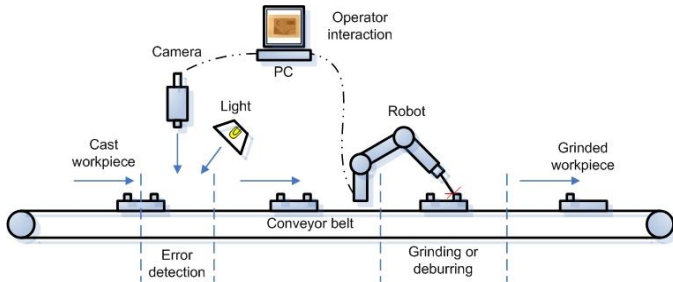 Operator
interaction
Camera
PC
Light
Robot
Cast
workpiece
Grinded
workpiece
Conveyor belt
Error
detection
Grinding or
deburring